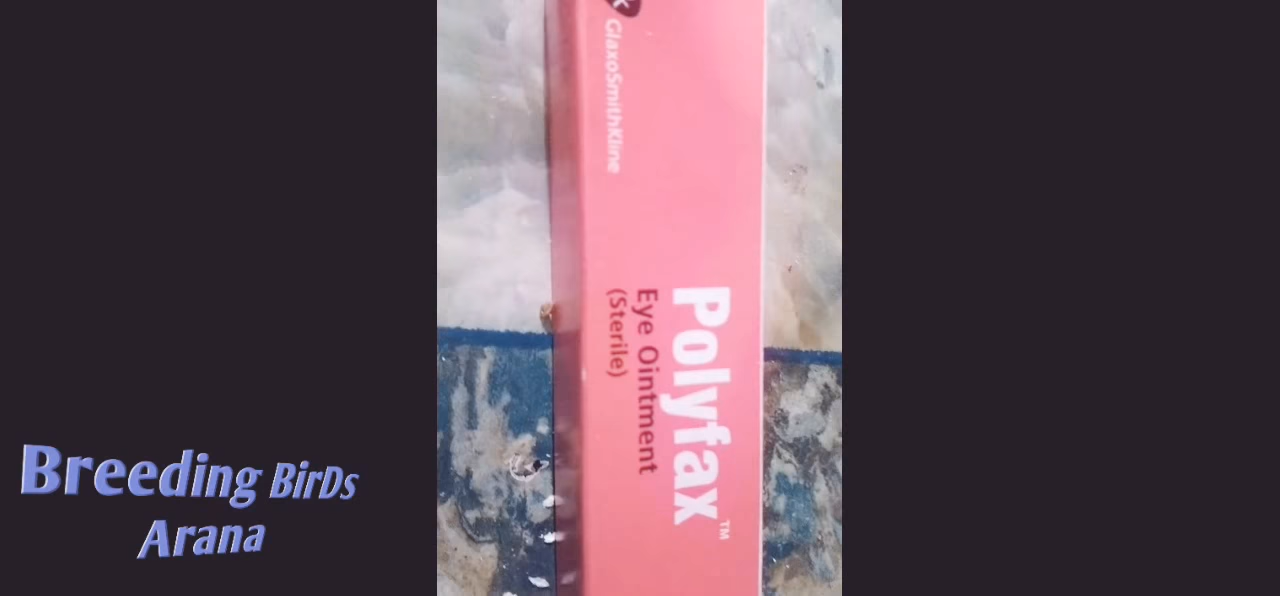 GlaxoSmithKline
Polyfax™
Eye Ointment
(Sterile)
Breeding BirDs
Arana